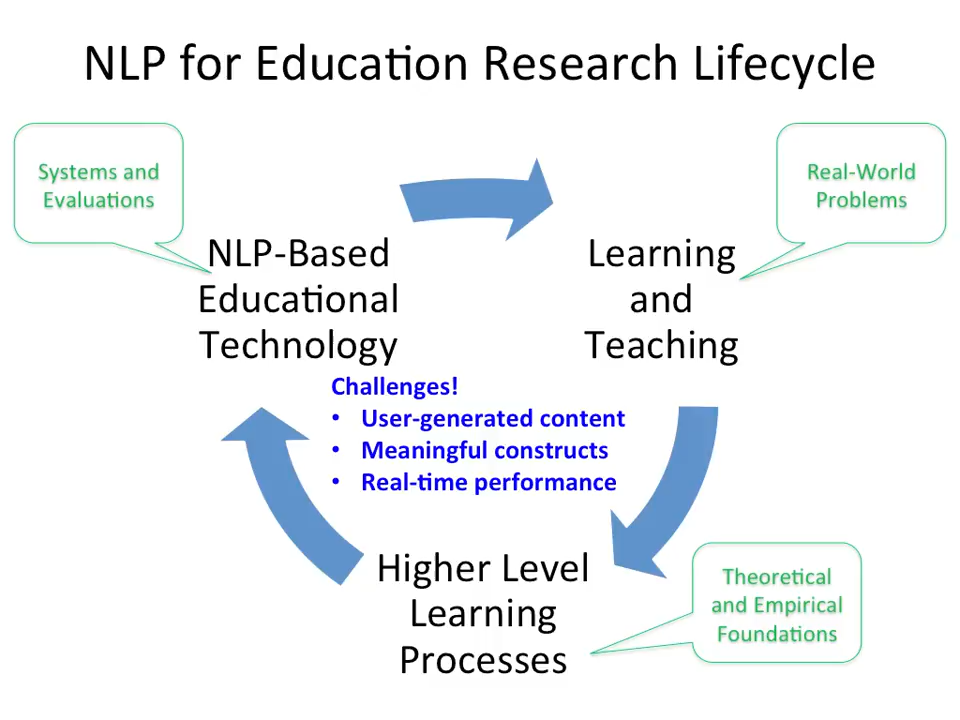 NLP for Education Research Lifecycle
Systems and
Evaluations
Real-World
Problems
NLP-Based
Educational
Technology
Learning
and
Teaching
Challenges!
• User-generated content
• Meaningful constructs
• Real-time performance
Higher Level
Learning
Processes
Theoretical
and Empirical
Foundations